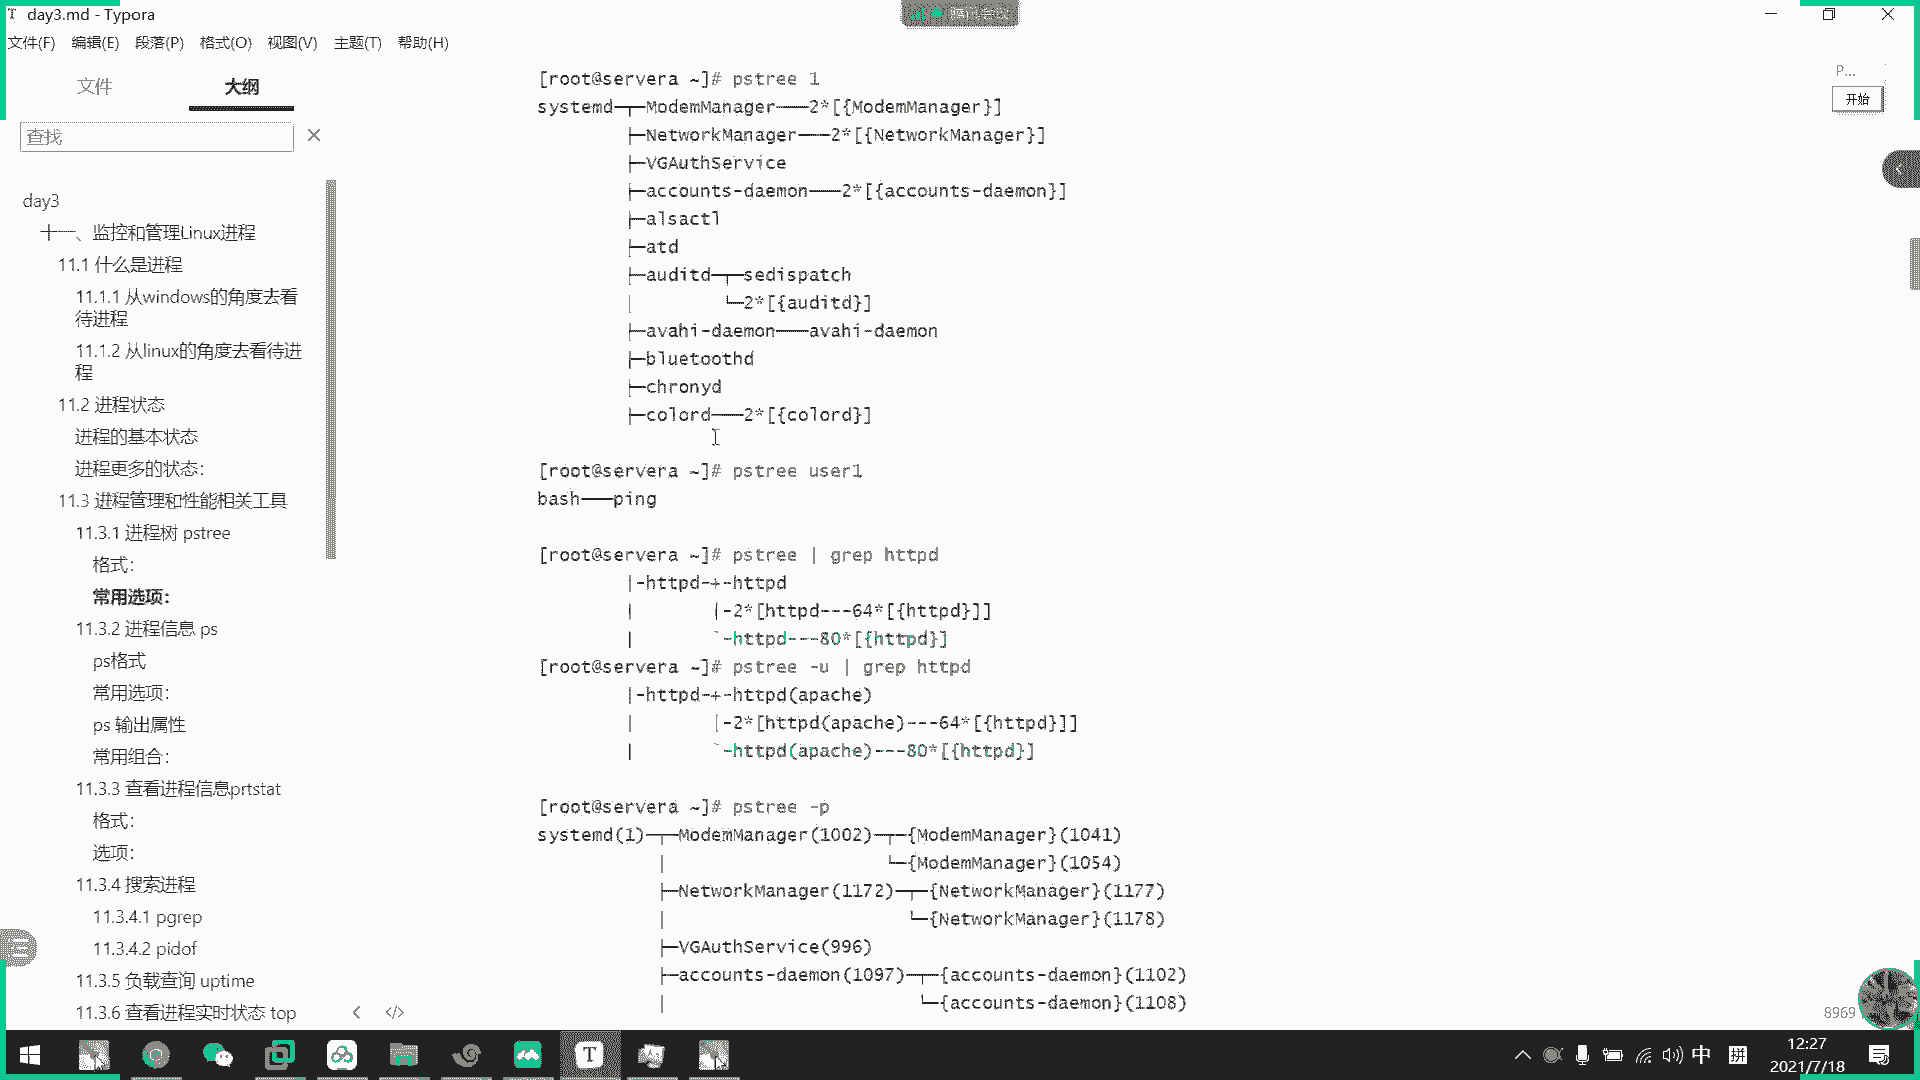 day3.md - Typora
腾讯会议
文件(F) 编辑(E) 段落(P) 格式(O) 视图(V) 主题(T) 帮助(H)
文件 大纲
查找
day3
十一、监控和管理Linux进程
11.1 什么是进程
11.1.1 从windows的角度去看
待进程
11.1.2 从linux的角度去看待进
程
11.2 进程状态
进程的基本状态
进程更多的状态:
11.3 进程管理和性能相关工具
11.3.1 进程树 pstree
格式:
常用选项:
11.3.2 进程信息 ps
ps格式
常用选项:
ps 输出属性
常用组合:
11.3.3 查看进程信息prtstat
格式:
选项:
11.3.4 搜索进程
11.3.4.1 pgrep
11.3.4.2 pidof
11.3.5 负载查询 uptime
11.3.6 查看进程实时状态 top
[root@servera ~]# pstree 1
systemd─┬─ModemManager───2*[{ModemManager}]
├─NetworkManager───2*[{NetworkManager}]
├─VGAuthService
├─accounts-daemon───2*[{accounts-daemon}]
├─alsactl
├─atd
├─auditd─┬─sedispatch
│ └─2*[{auditd}]
├─avahi-daemon───avahi-daemon
├─bluetoothd
├─chronyd
├─colord───2*[{colord}]
[root@servera ~]# pstree user1
bash───ping
[root@servera ~]# pstree | grep httpd
|-httpd-+-httpd
| |-2*[httpd---64*[{httpd}]]
| `-httpd---80*[{httpd}]
[root@servera ~]# pstree -u | grep httpd
|-httpd-+-httpd(apache)
| |-2*[httpd(apache)---64*[{httpd}]]
| `-httpd(apache)---80*[{httpd}]
[root@servera ~]# pstree -p
systemd(1)─┬─ModemManager(1002)─┬─{ModemManager}(1041)
│ └─{ModemManager}(1054)
├─NetworkManager(1172)─┬─{NetworkManager}(1177)
│ └─{NetworkManager}(1178)
├─VGAuthService(996)
├─accounts-daemon(1097)─┬─{accounts-daemon}(1102)
│ └─{accounts-daemon}(1108)
P...
开始
8969
中 拼
12:27
2021/7/18